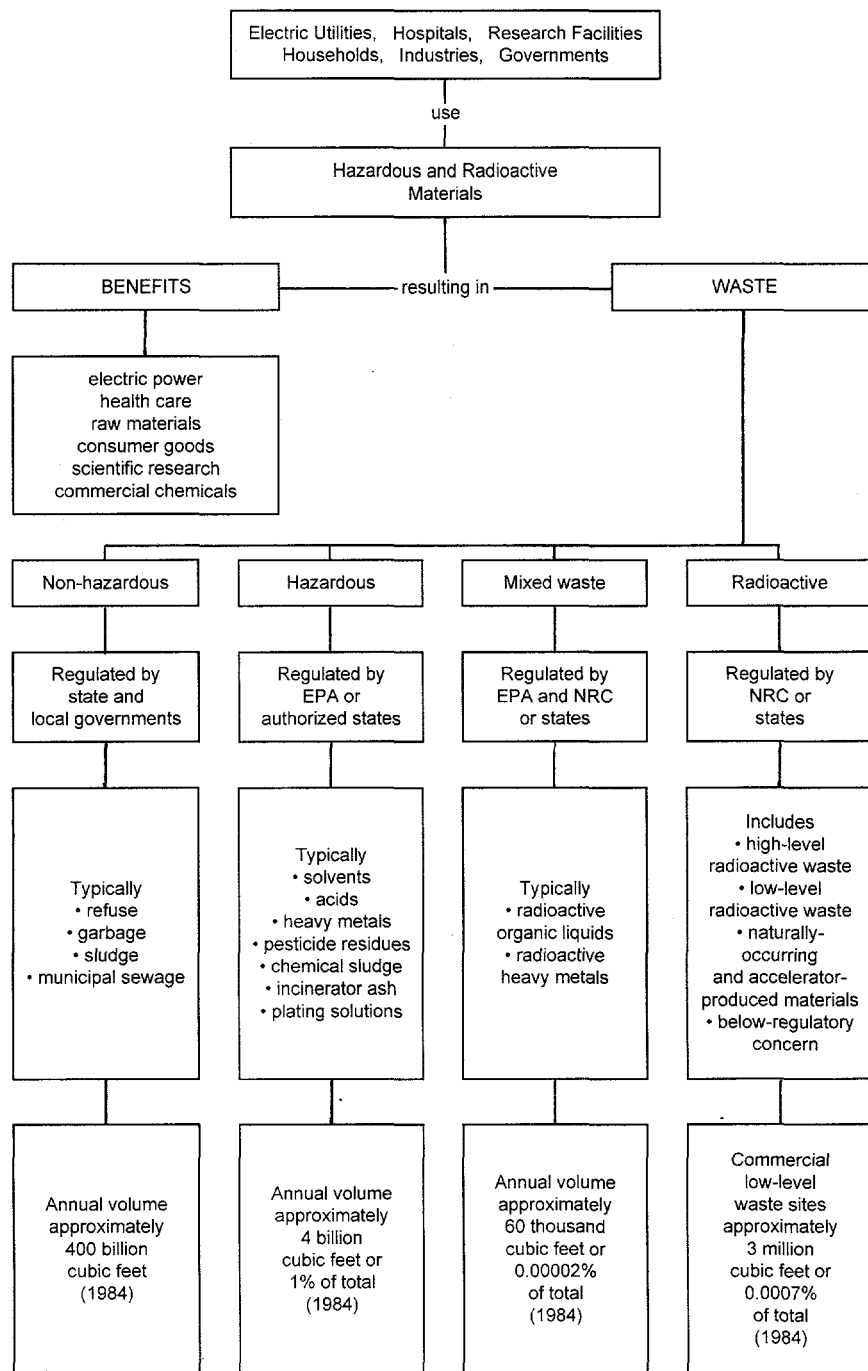 Electric Utilities, Hospitals, Research Facilities
Households, Industries, Governments
use
Hazardous and Radioactive
Materials
BENEFITS
resulting in
WASTE
electric power
health care
raw materials
consumer goods
scientific research
commercial chemicals
Non-hazardous
Regulated by
state and
local governments
Typically
• refuse
• garbage
• sludge
• municipal sewage
Annual volume
approximately
400 billion
cubic feet
(1984)
Hazardous
Regulated by
EPA or
authorized states
Typically
• solvents
• acids
• heavy metals
• pesticide residues
• chemical sludge
• incinerator ash
• plating solutions
Annual volume
approximately
4 billion
cubic feet or
1% of total
(1984)
Mixed waste
Regulated by
EPA and NRC
or states
Typically
• radioactive
organic liquids
• radioactive
heavy metals
Annual volume
approximately
60 thousand
cubic feet or
0.00002%
of total
(1984)
Radioactive
Regulated by
NRC or
states
Includes
• high-level
radioactive waste
• low-level
radioactive waste
• naturally-
occurring
and accelerator-
produced materials
• below-regulatory
concern
Commercial
low-level
waste sites
approximately
3 million
cubic feet or
0.0007%
of total
(1984)